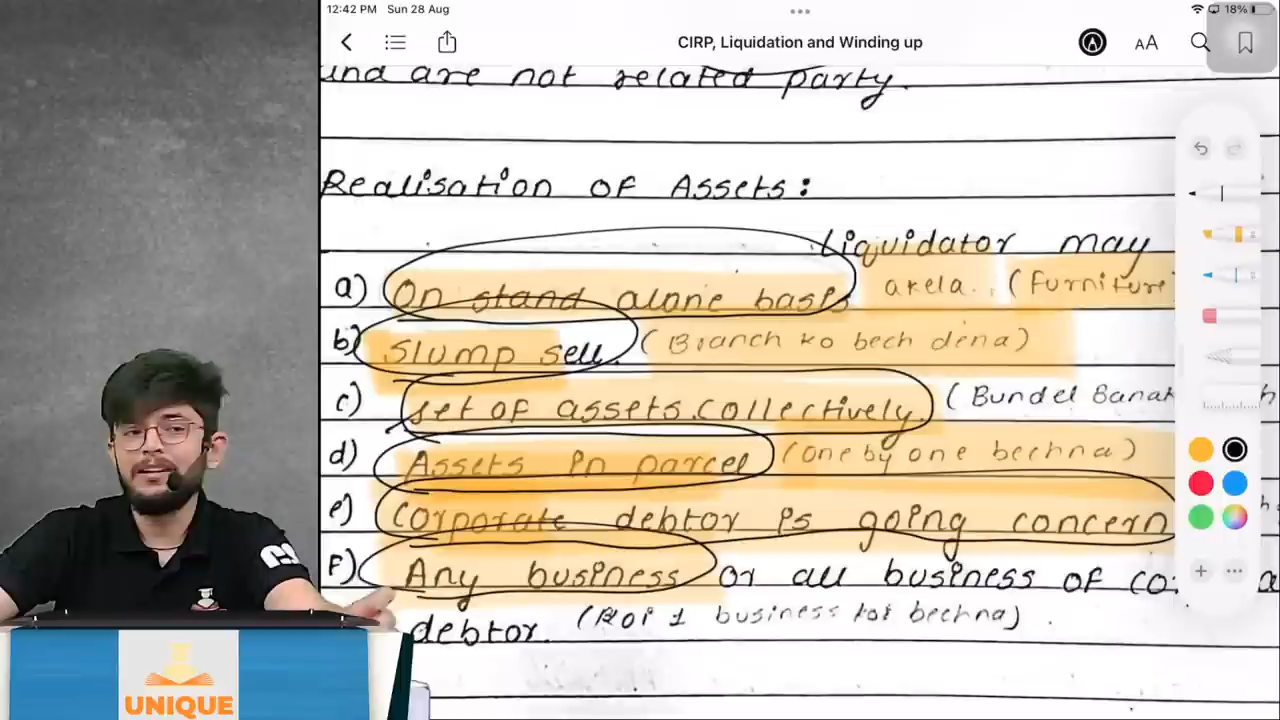 12:42 PM Sun 28 Aug
18%
CIRP, Liquidation and Winding up
AA
and are not related party.
Realisation of Assets:
Liquidator may
a) On stand alone basis akela. (Furniture
b) Slump sell. (Branch ko bech dena)
c) set of assets collectively. (Bundel Banak
d) Assets in parcel (one by one bechna)
e) Corporate debtor is going concern
F) Any business or all business of co
debtor. (Koi 1 business koi bechna).
UNIQUE